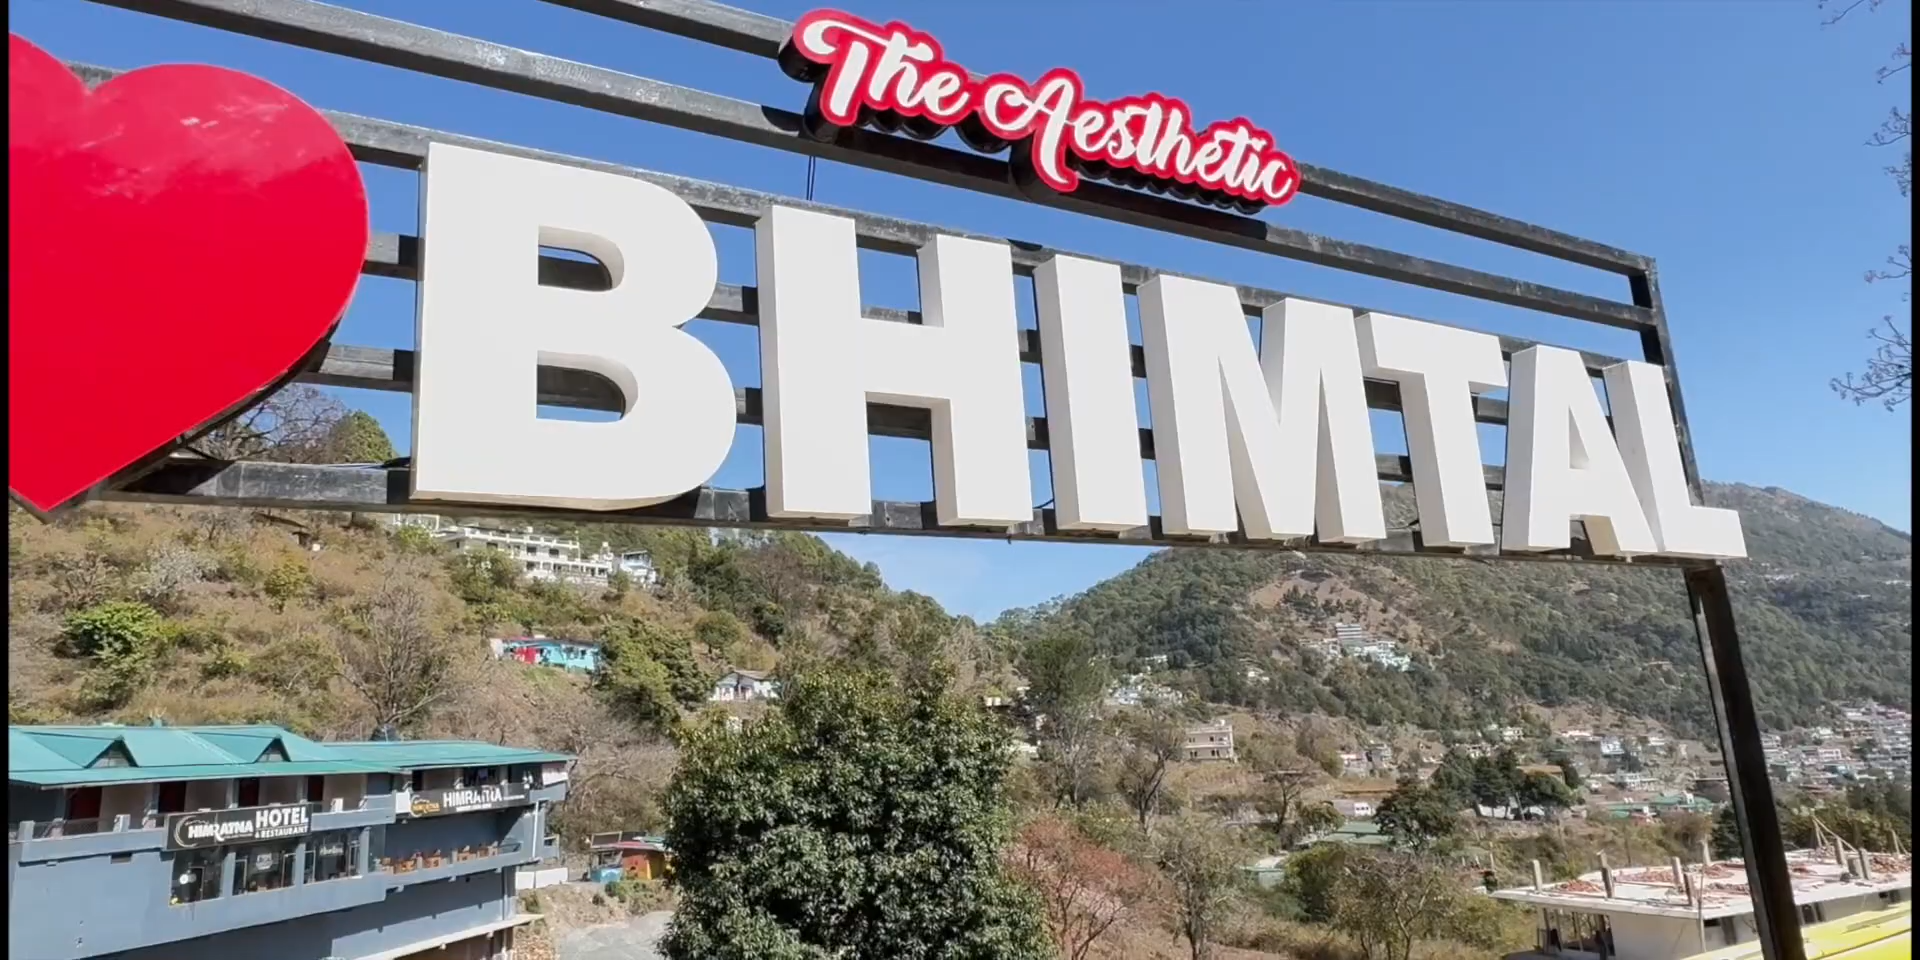 The Aesthetic
BHIMTAL
HIMRATNA HOTEL
& RESTAURANT
HIMRATNA